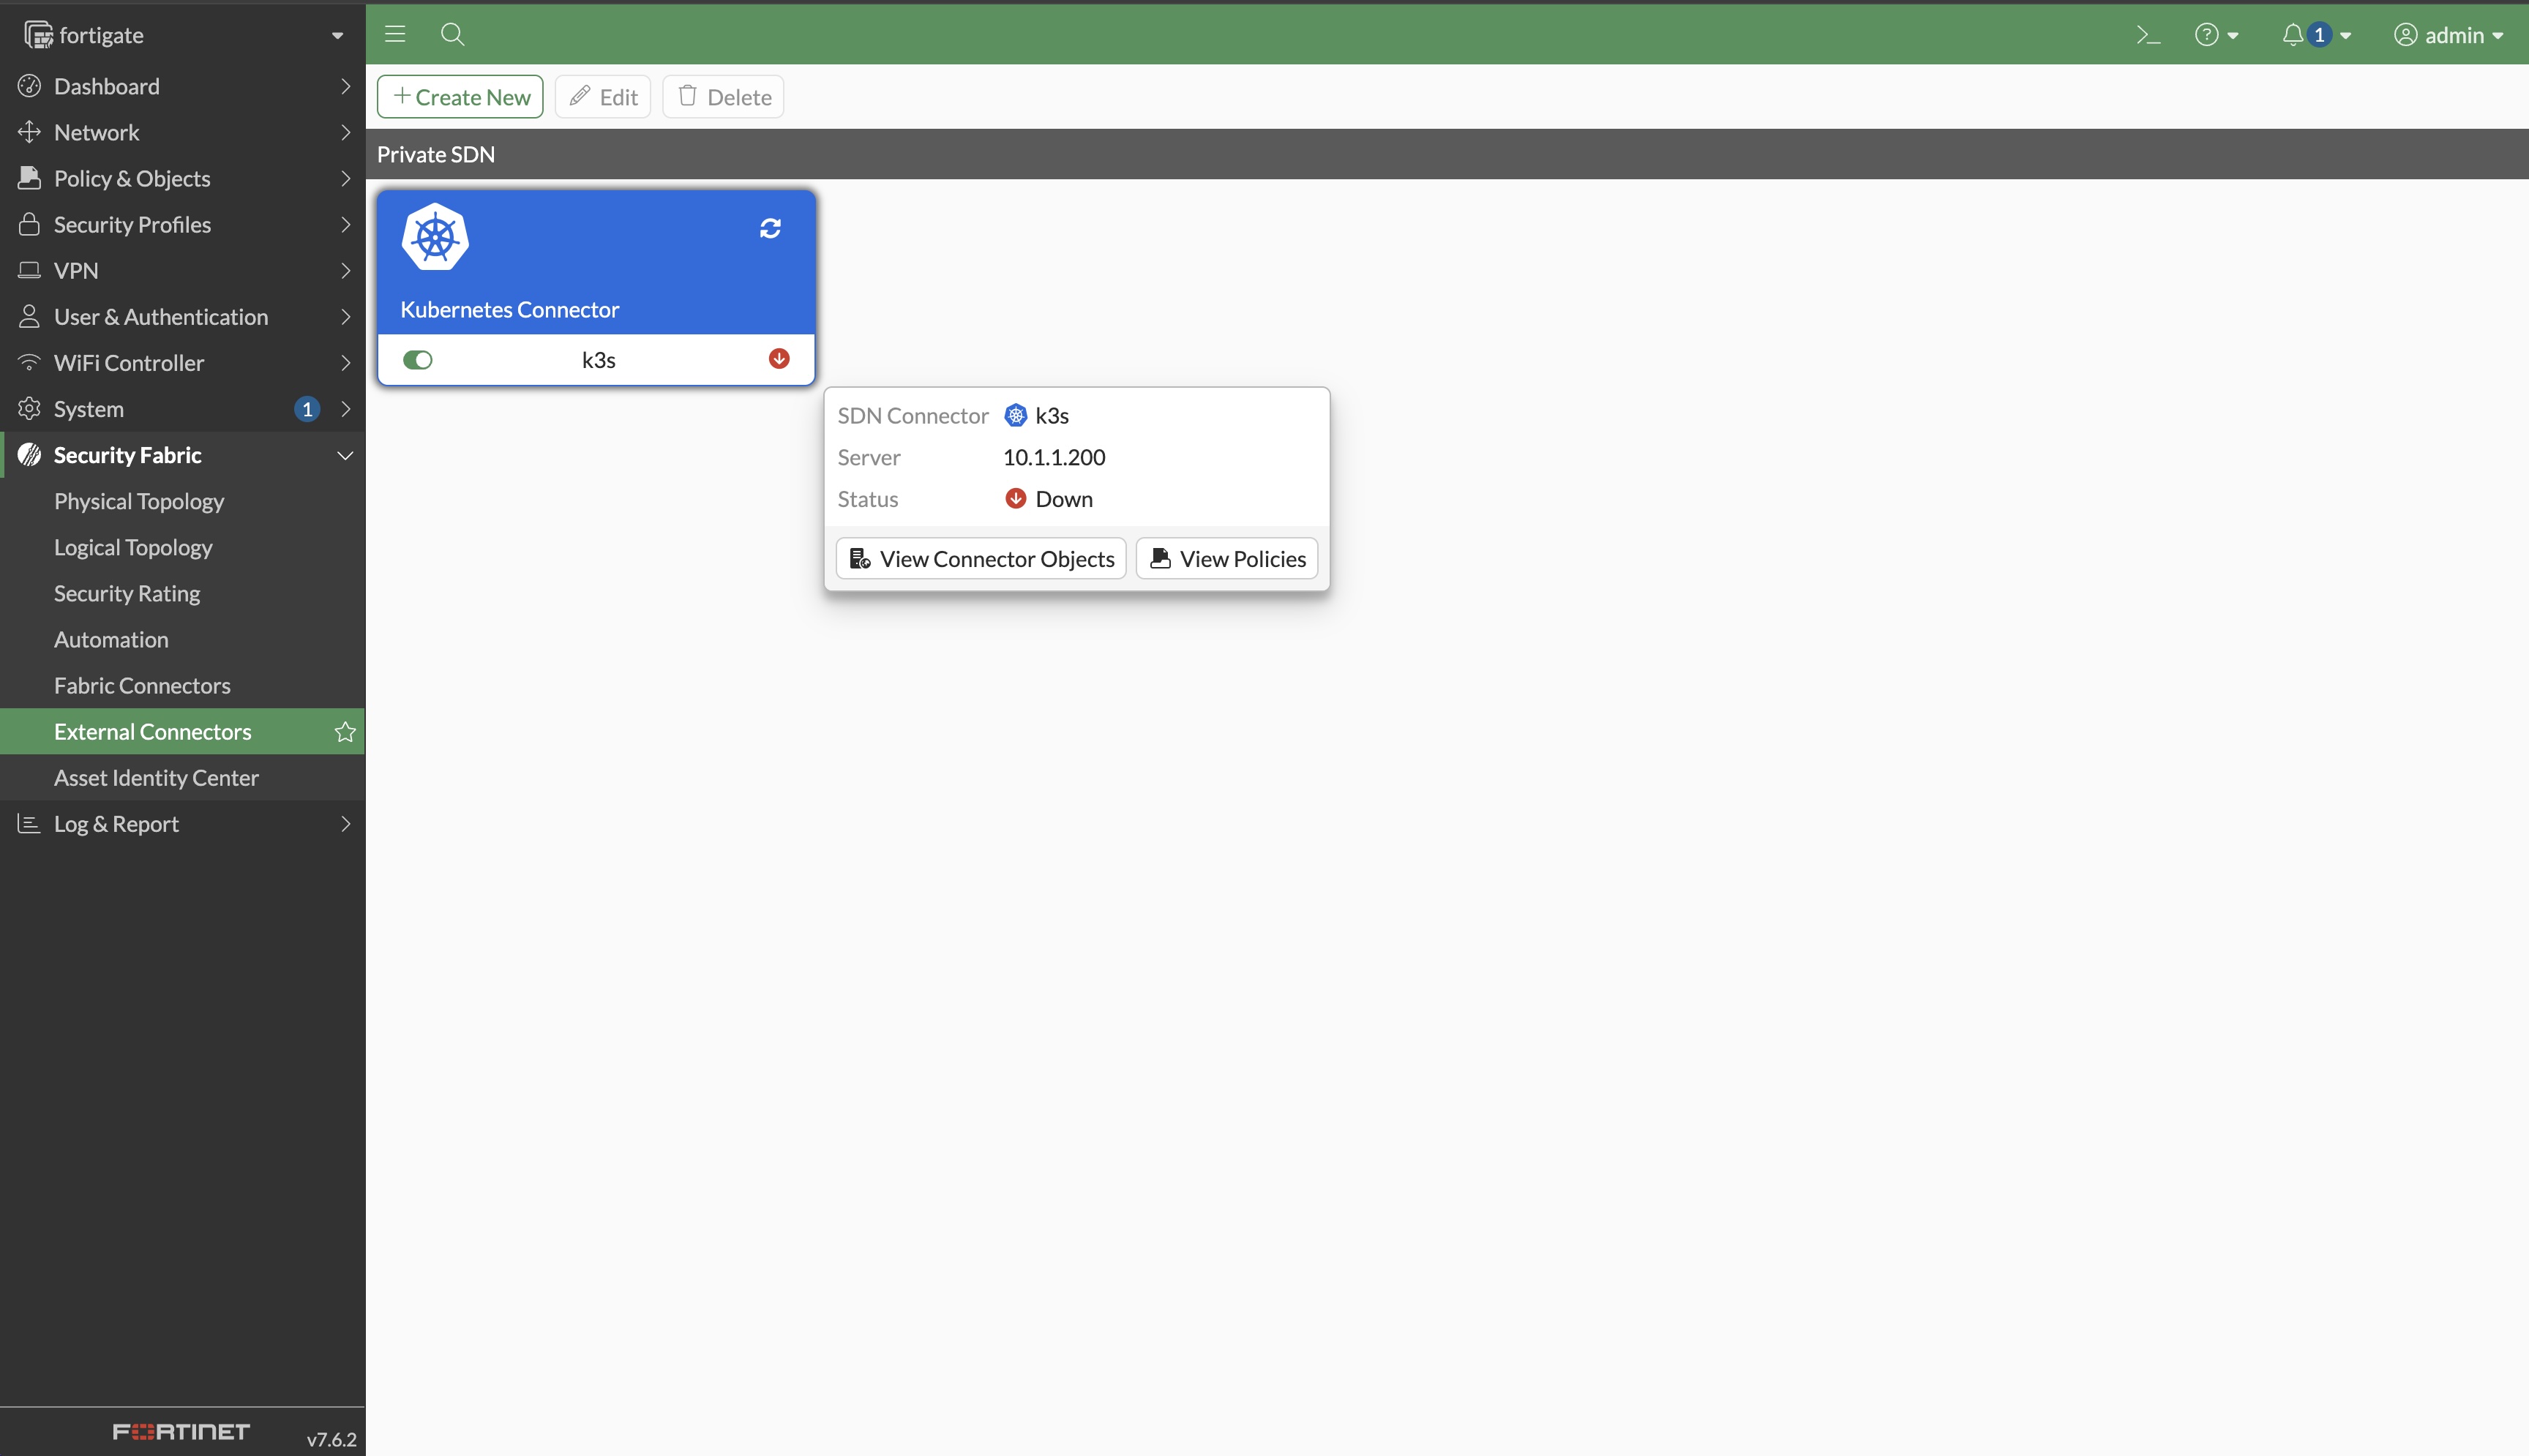 fortigate
1
admin
Dashboard
Network
Policy & Objects
Security Profiles
VPN
User & Authentication
WiFi Controller
System 1
Security Fabric
Physical Topology
Logical Topology
Security Rating
Automation
Fabric Connectors
External Connectors
Asset Identity Center
Log & Report
FORTINET v7.6.2
Create New Edit Delete
Private SDN
Kubernetes Connector
k3s
SDN Connector k3s
Server 10.1.1.200
Status Down
View Connector Objects View Policies